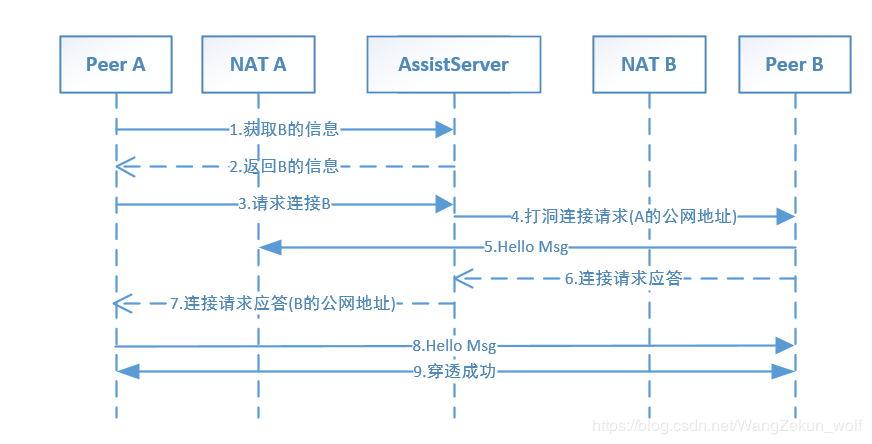 Peer A
NAT A
AssistServer
NAT B
Peer B
1.获取B的信息
2.返回B的信息
3.请求连接B
4.打洞连接请求(A的公网地址)
5.Hello Msg
6.连接请求应答
7.连接请求应答(B的公网地址)
8.Hello Msg
9.穿透成功
https://blog.csdn.net/WangZekun_wolf